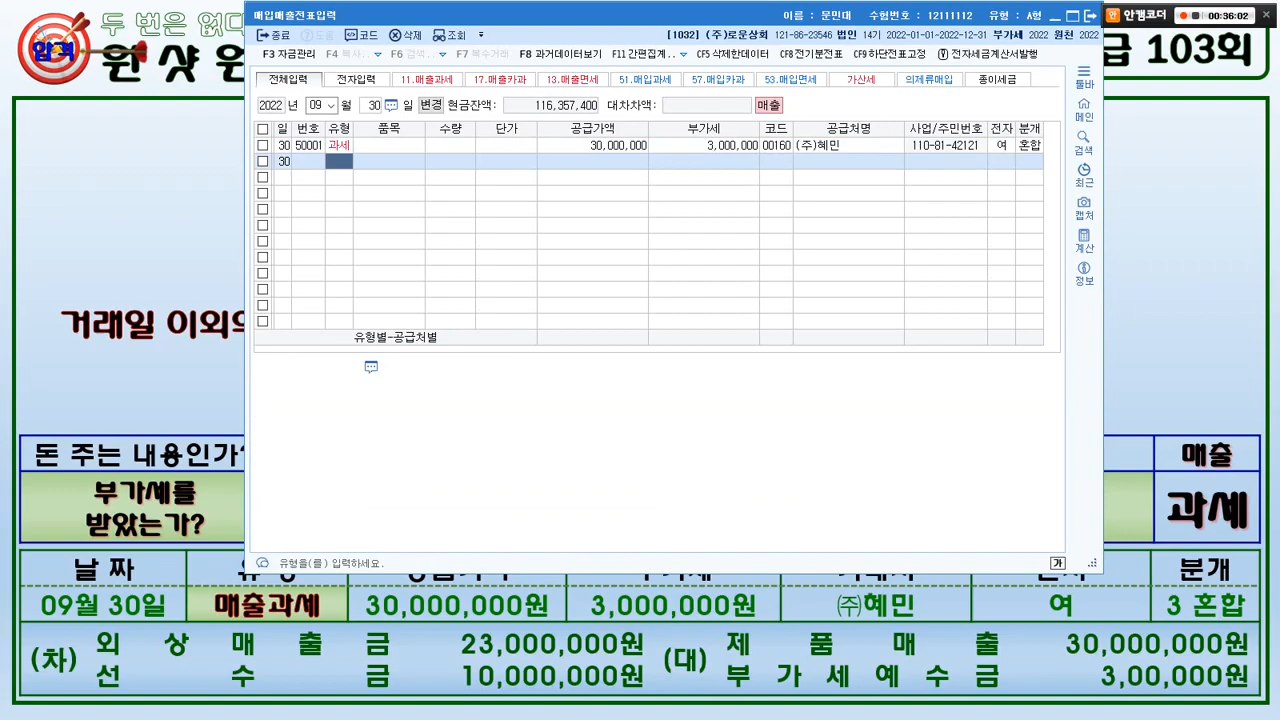 두 번은 없다
합격
원 샷 원
급 103회
매입매출전표입력
이름 : 문민대 수험번호 : 12111112 유형 : A형
안캠코더
00:36:02
종료 코드 삭제 조회
[1032] (주)로운상회 121-86-23546 법인 14기 2022-01-01~2022-12-31 부가세 2022 원천 2022
F3 자금관리 F4 복사.. F6 검색.. F7 복수거래 F8 과거데이터보기 F11간편집계.. CF5삭제한데이터 CF8전기분전표 CF9하단전표고정 전자세금계산서발행
전체입력 전자입력 11.매출과세 17.매출카과 매출면세 51.매입과세 57.매입카과 53.매입면세 가산세 의제류매입 종이세금
2022 년 09 월 30 일 변경 현금잔액: 116,357,400 대차차액: 매출
일 번호 유형 품목 수량 단가 공급가액 부가세 코드 공급처명 사업/주민번호 전자 분개
30 50001 과세 30,000,000 3,000,000 00160 (주)혜민 110-81-42121 여 혼합
30
유형별-공급처별
유형을(를) 입력하세요.
가
툴바
메인
검색
최근
캡처
계산
정보
거래일 이외의
돈 주는 내용인가?
매출
부가세를
받았는가?
과세
날 짜
분개
09월 30일 매출과세 30,000,000원 3,000,000원 ㈜혜민 여 3 혼합
(차) 외 상 매 출 금 23,000,000원 (대) 제 품 매 출 30,000,000원
선 수 금 10,000,000원 부 가 세 예 수 금 3,00,000원